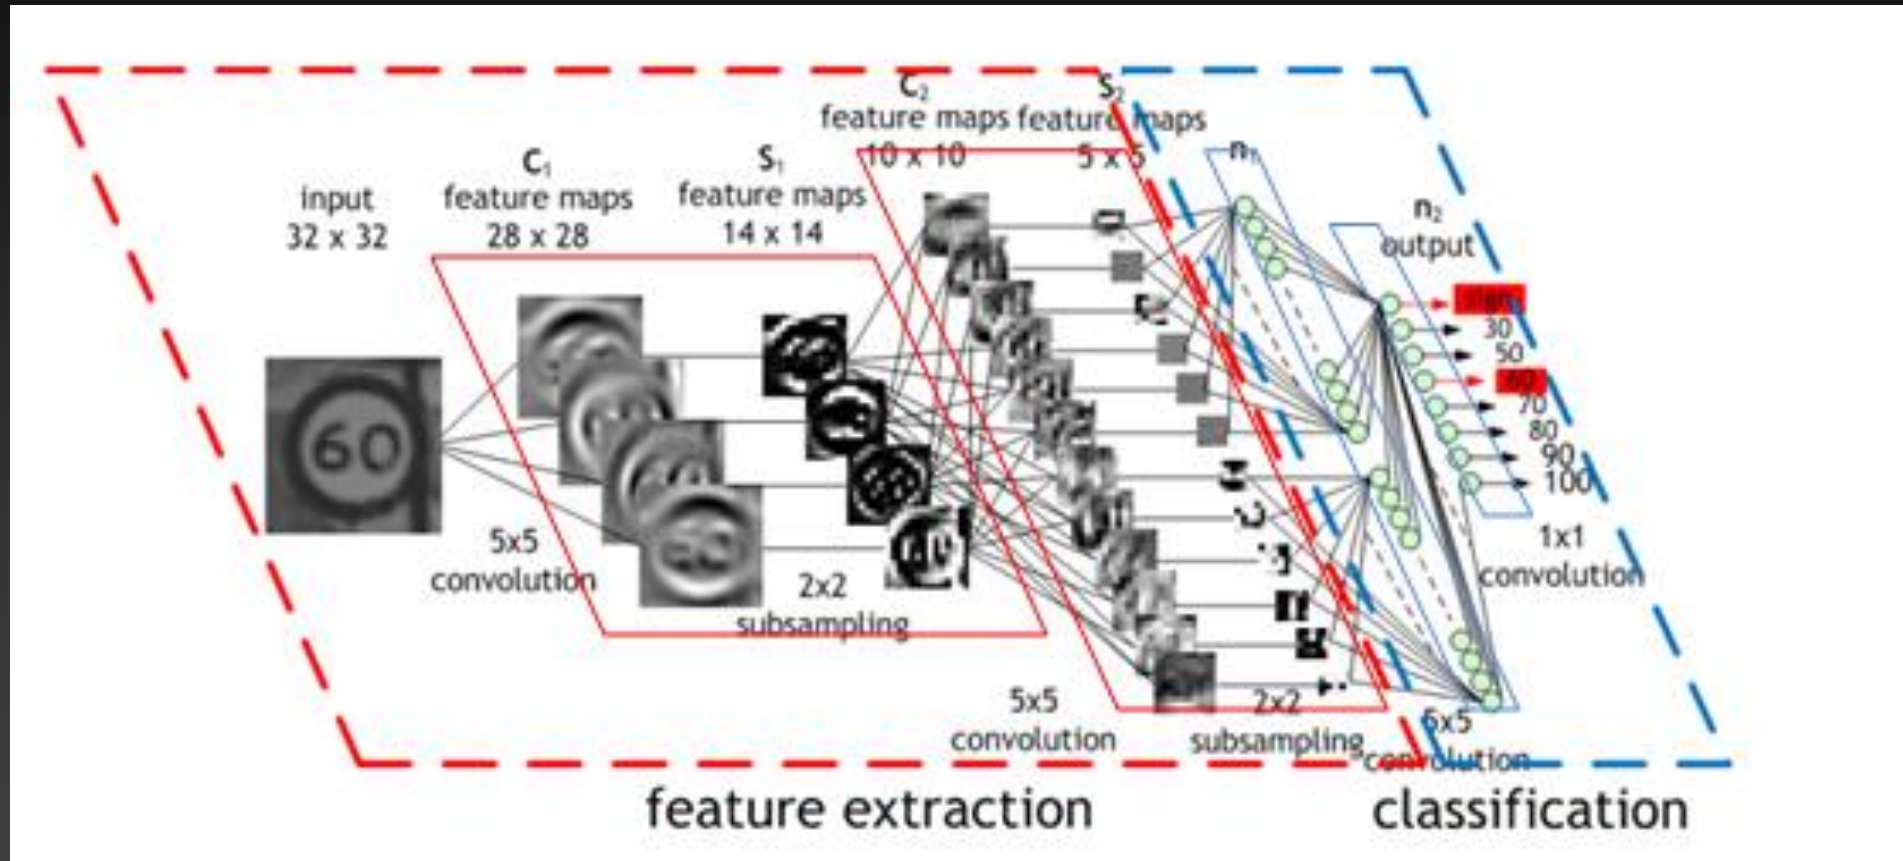 input
32 x 32
C1
feature maps
28 x 28
S1
feature maps
14 x 14
C2
feature maps
10 x 10
S2
feature maps
5 x 5
n1
n2
output
60
sign
30
50
60
70
80
90
100
5x5
convolution
2x2
subsampling
5x5
convolution
2x2
subsampling
5x5
convolution
1x1
convolution
feature extraction
classification